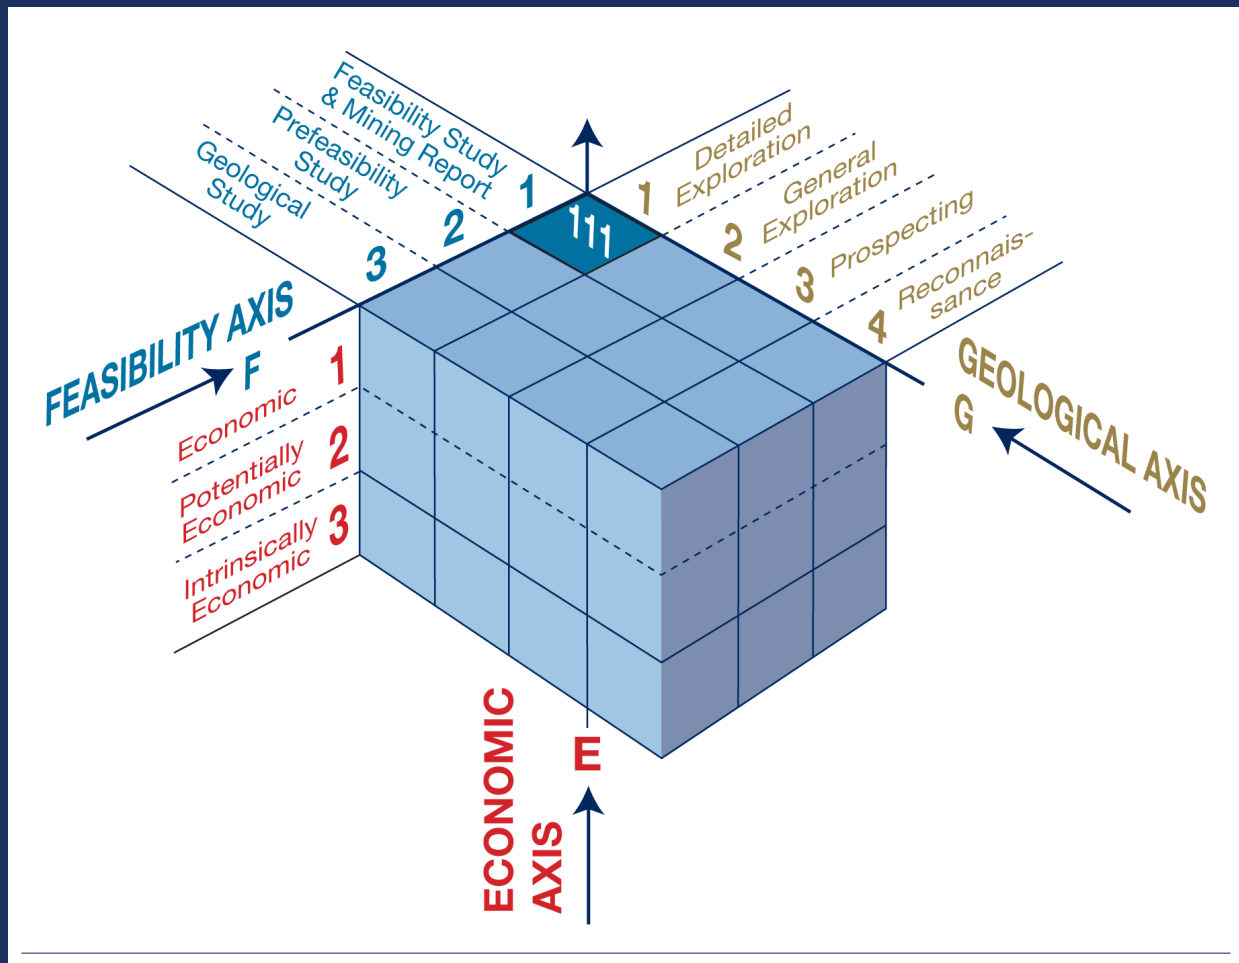 Feasibility Study
& Mining Report
1
Prefeasibility
Study
2
Geological
Study
3
FEASIBILITY AXIS
F
111
1
Detailed
Exploration
2
General
Exploration
3
Prospecting
4
Reconnais-
sance
GEOLOGICAL AXIS
G
Economic
1
Potentially
Economic
2
Intrinsically
Economic
3
ECONOMIC
AXIS
E